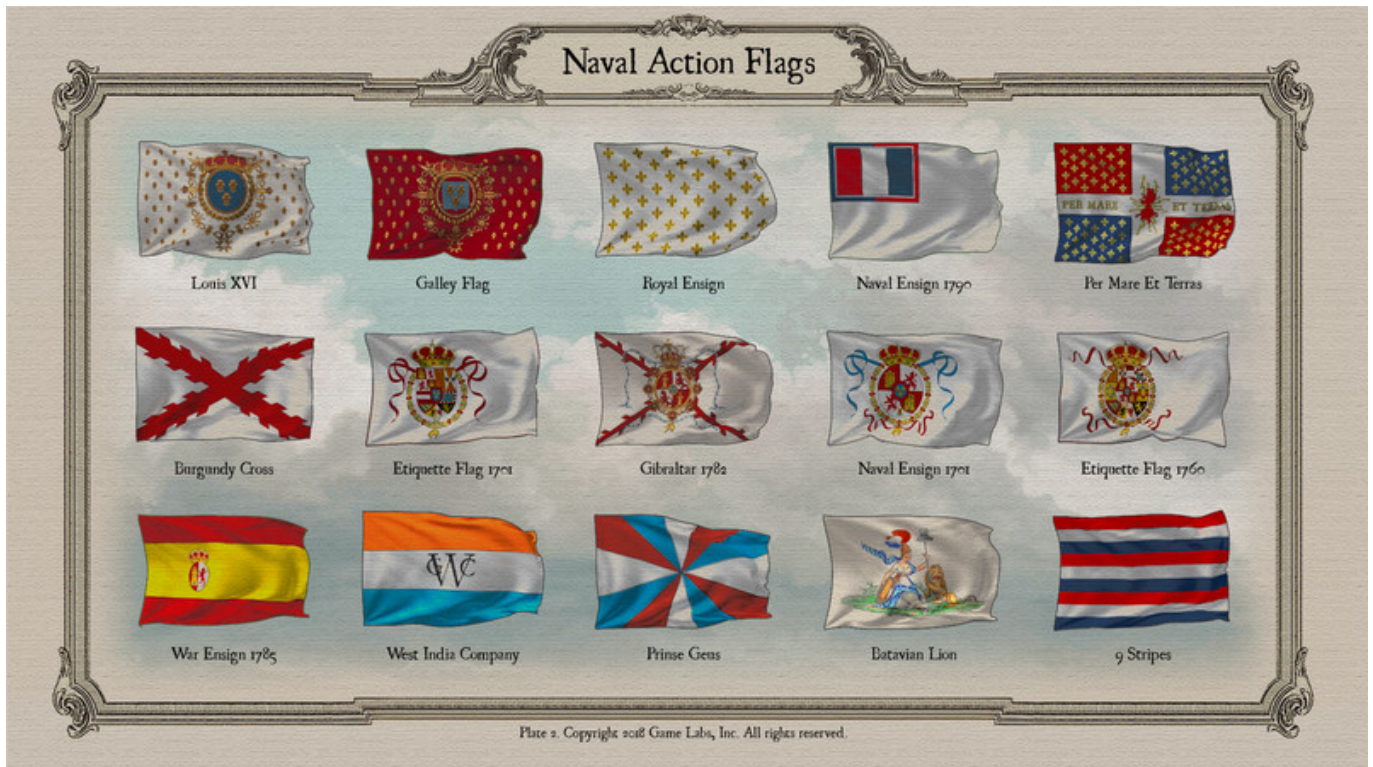 Naval Action Flags
PER MARE ET TERRAS
Louis XVI
Galley Flag
Royal Ensign
Naval Ensign 1790
Per Mare Et Terras
Burgundy Cross
Etiquette Flag 1701
Gibraltar 1782
Naval Ensign 1701
Etiquette Flag 1760
GWC
War Ensign 1785
West India Company
Prinse Geus
Batavian Lion
9 Stripes
Plate 2. Copyright 2018 Game Labs, Inc. All rights reserved.